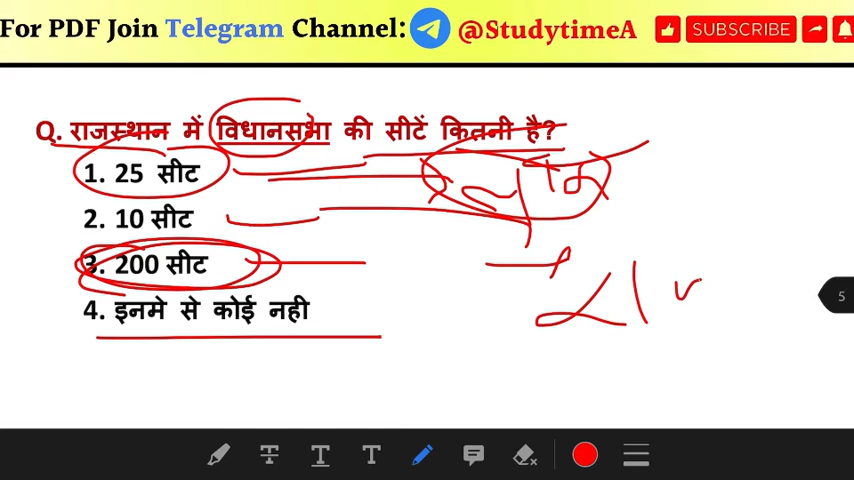 For PDF Join Telegram Channel: @StudytimeA SUBSCRIBE
Q. राजस्थान में विधानसभा की सीटें कितनी है?
1. 25 सीट
2. 10 सीट
3. 200 सीट
4. इनमे से कोई नही
5